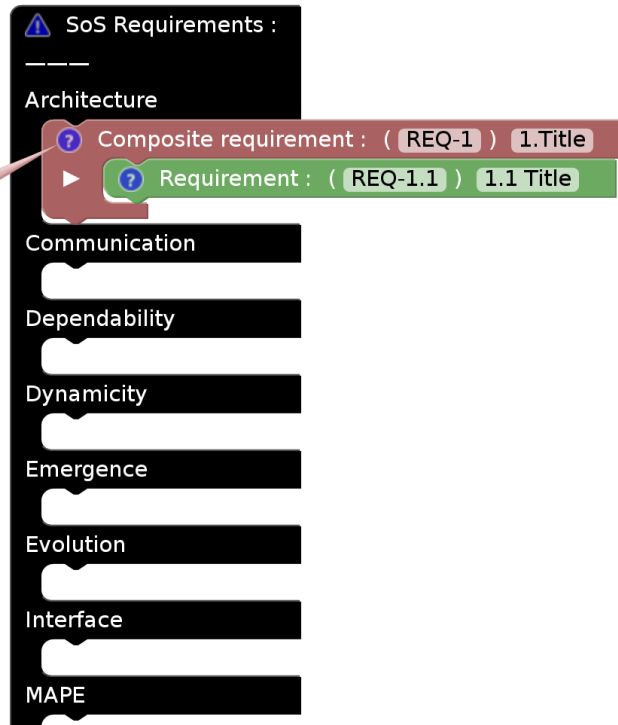 SoS Requirements :
———
Architecture
? Composite requirement : ( REQ-1 ) 1.Title
? Requirement : ( REQ-1.1 ) 1.1 Title
Communication
Dependability
Dynamicity
Emergence
Evolution
Interface
MAPE